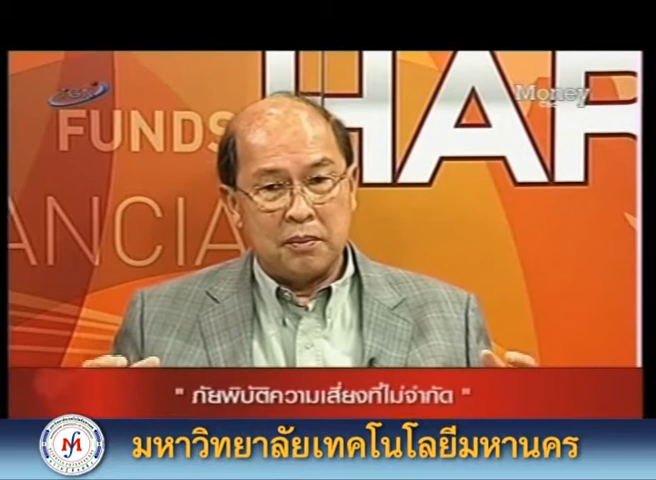 Money
HAP
FUNDS
ANCIA
" ภัยพิบัติความเสี่ยงที่ไม่จำกัด "
มหาวิทยาลัยเทคโนโลยีมหานคร